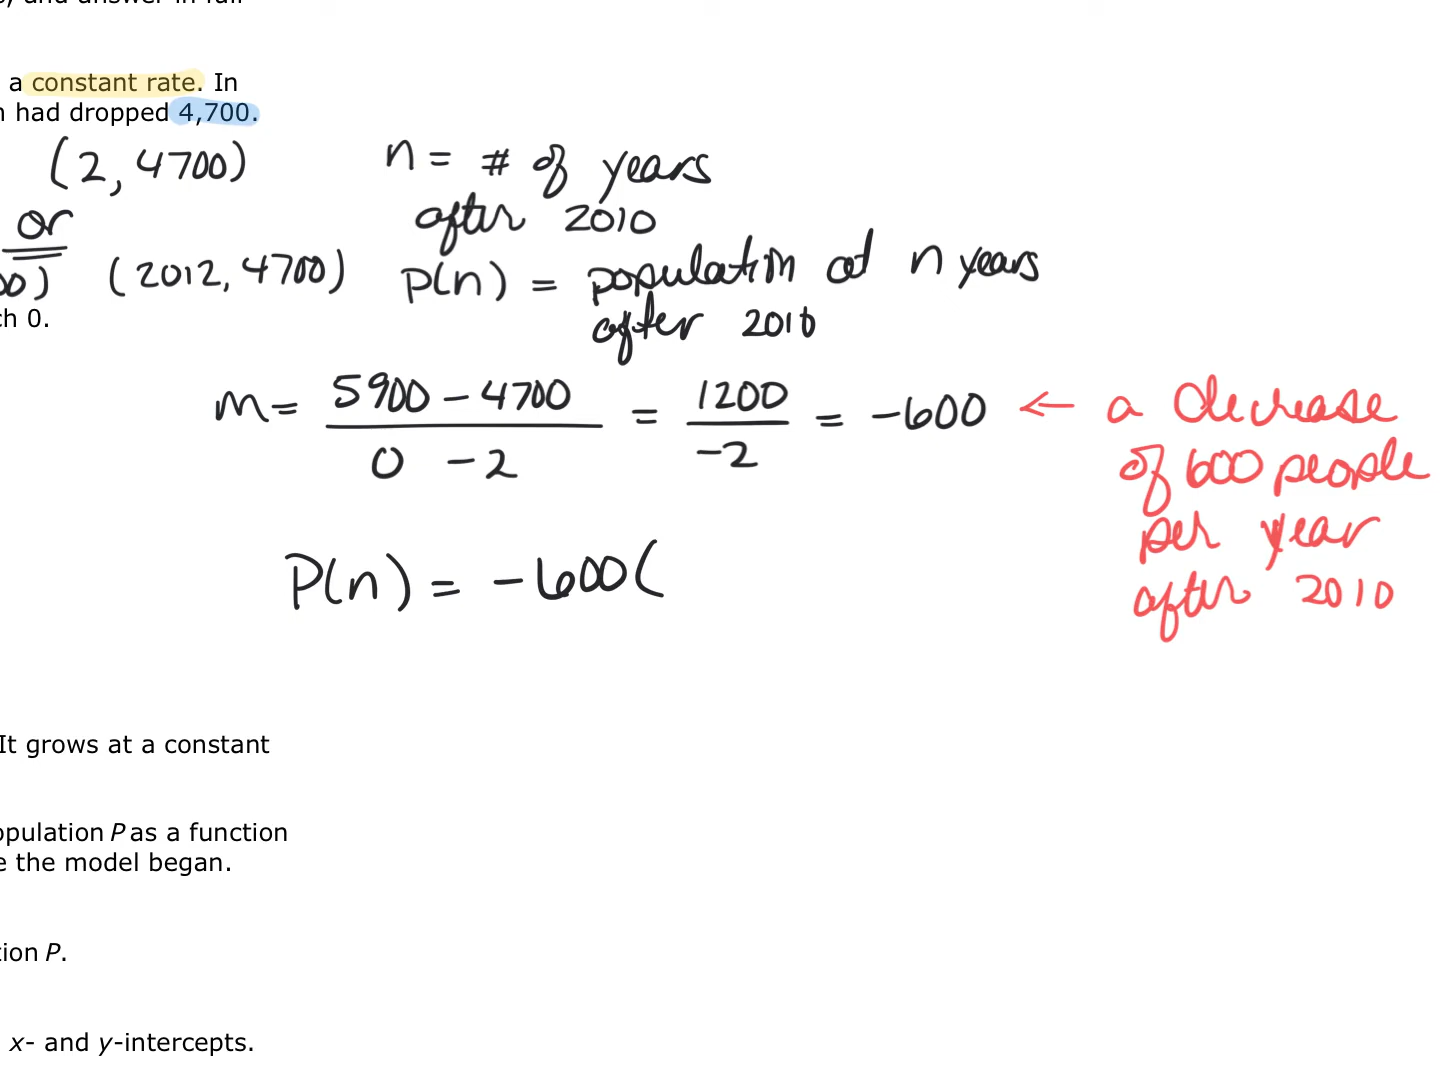 a constant rate. In
had dropped 4,700.
(2, 4700)
n = # of years
after 2010
or
(2012, 4700)
P(n) = population at n years
after 2010
0.
m = 5900 - 4700 / 0 - 2 = 1200 / -2 = -600 ← a decrease
of 600 people
per year
after 2010
P(n) = -600(
It grows at a constant
P as a function
the model began.
P.
x- and y-intercepts.